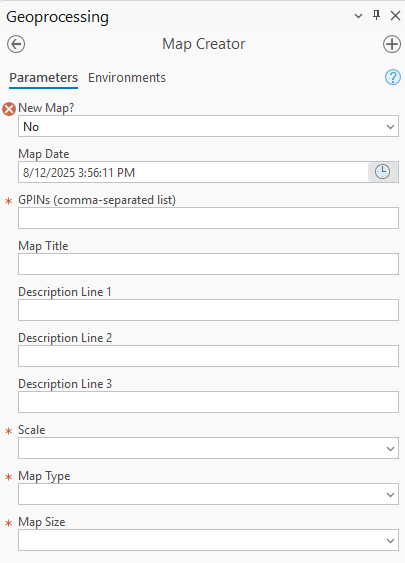 Geoprocessing
Map Creator
Parameters Environments
New Map?
No
Map Date
8/12/2025 3:56:11 PM
* GPINs (comma-separated list)
Map Title
Description Line 1
Description Line 2
Description Line 3
* Scale
* Map Type
* Map Size